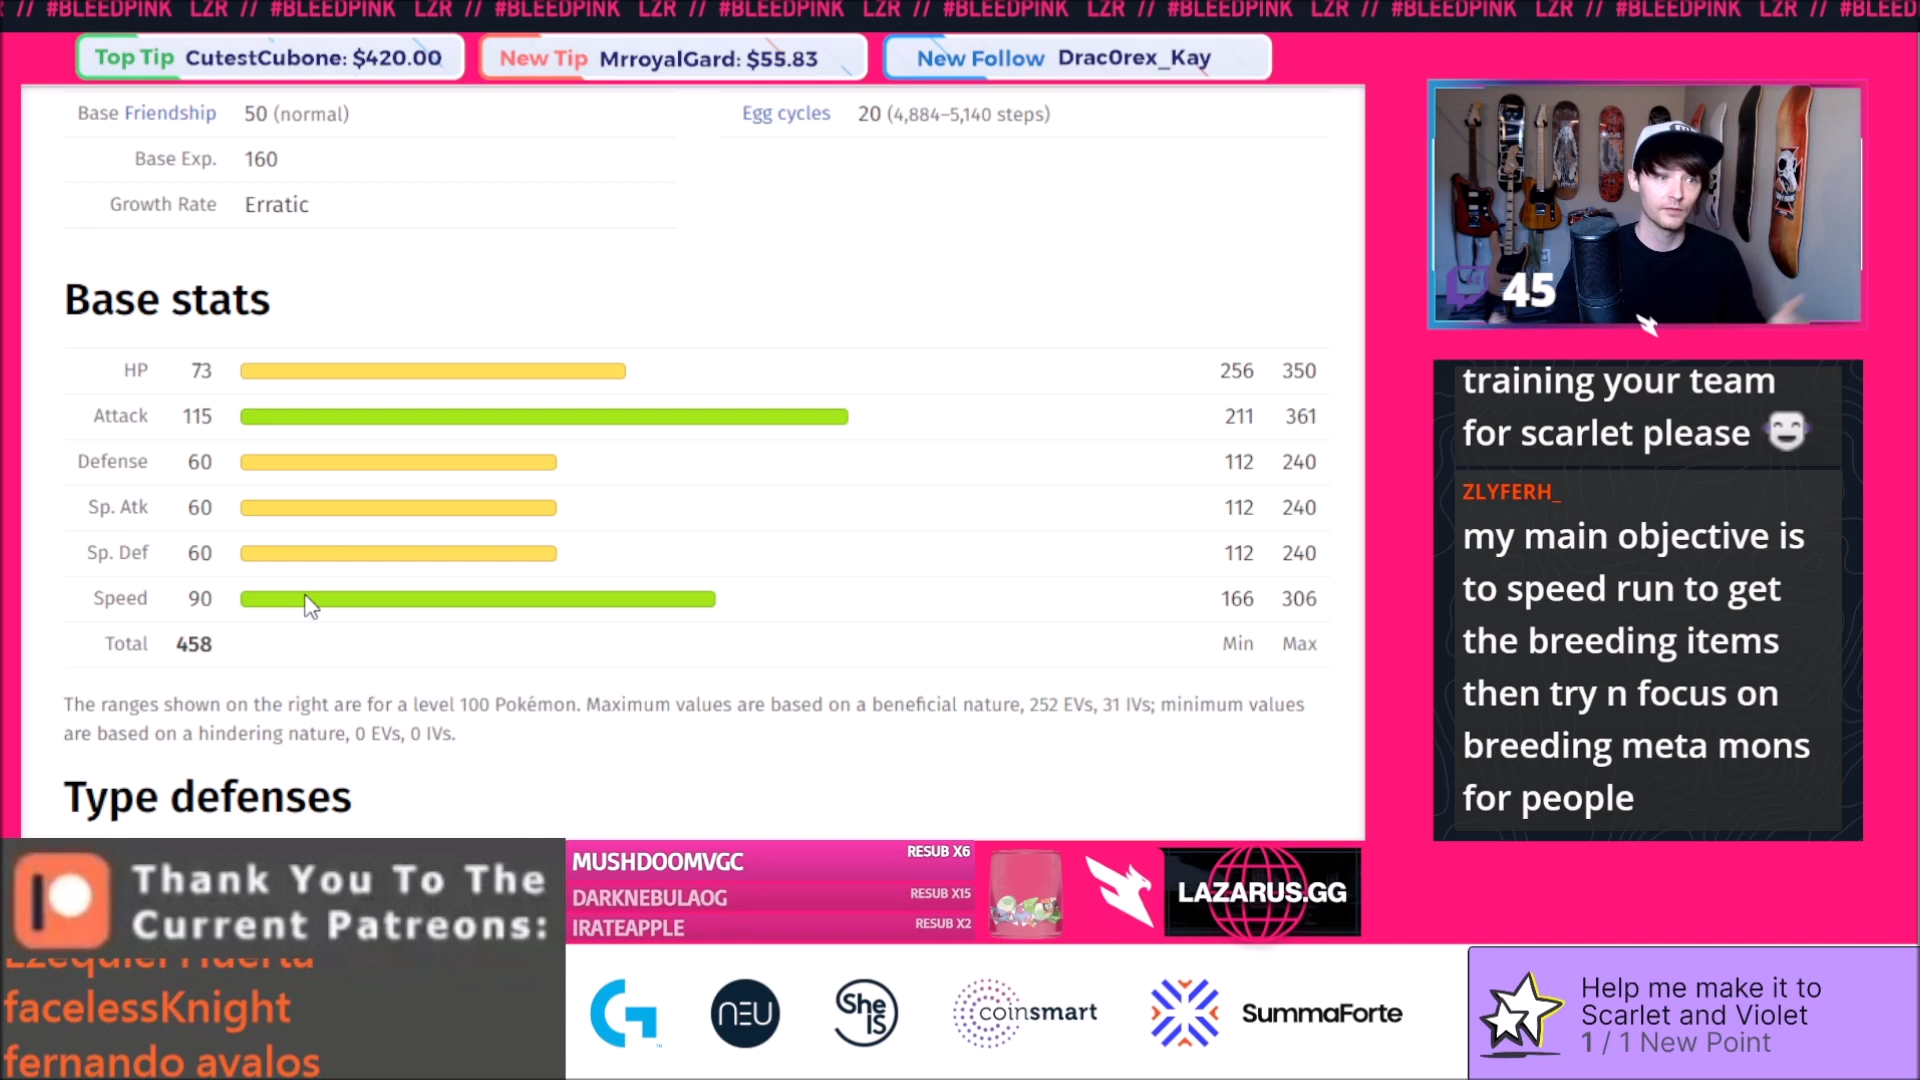 // #BLEEDPINK LZR // #BLEEDPINK LZR // #BLEEDPINK LZR // #BLEEDPINK LZR // #BLEEDPINK LZR // #BLEEDPINK LZR // #BLEEDPINK LZR // #BLEEDPINK LZR // #BLEED
Top Tip CutestCubone: $420.00
New Tip MrroyalGard: $55.83
New Follow Drac0rex_Kay
Base Friendship 50 (normal)
Egg cycles 20 (4,884–5,140 steps)
Base Exp. 160
Growth Rate Erratic
Base stats
HP 73 256 350
Attack 115 211 361
Defense 60 112 240
Sp. Atk 60 112 240
Sp. Def 60 112 240
Speed 90 166 306
Total 458 Min Max
The ranges shown on the right are for a level 100 Pokémon. Maximum values are based on a beneficial nature, 252 EVs, 31 IVs; minimum values
are based on a hindering nature, 0 EVs, 0 IVs.
Type defenses
45
training your team
for scarlet please
ZLYFERH_
my main objective is
to speed run to get
the breeding items
then try n focus on
breeding meta mons
for people
Thank You To The
Current Patreons:
Ezequiel Huerta
facelessKnight
fernando avalos
MUSHDOOMVGC RESUB X6
DARKNEBULAOG RESUB X15
IRATEAPPLE RESUB X2
LAZARUS.GG
G
NEU
She
IS
coinsmart
SummaForte
Help me make it to
Scarlet and Violet
1 / 1 New Point